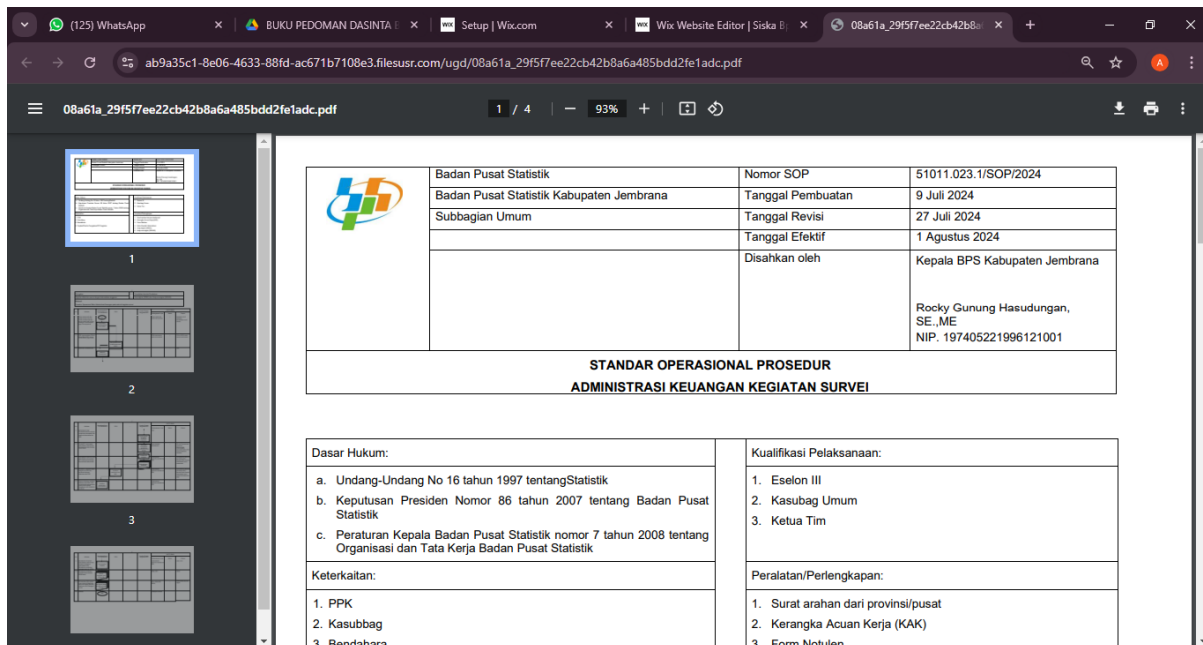 (125) WhatsApp
BUKU PEDOMAN DASINTA
Setup | Wix.com
Wix Website Editor | Siska B
08a61a_29f5f7ee22cb42b8a
ab9a35c1-8e06-4633-88fd-ac671b7108e3.filesusr.com/ugd/08a61a_29f5f7ee22cb42b8a6a485bdd2fe1adc.pdf
A
08a61a_29f5f7ee22cb42b8a6a485bdd2fe1adc.pdf
1 / 4
93%
1
2
3
Badan Pusat Statistik
Nomor SOP
51011.023.1/SOP/2024
Badan Pusat Statistik Kabupaten Jembrana
Tanggal Pembuatan
9 Juli 2024
Subbagian Umum
Tanggal Revisi
27 Juli 2024
Tanggal Efektif
1 Agustus 2024
Disahkan oleh
Kepala BPS Kabupaten Jembrana
Rocky Gunung Hasudungan,
SE.,ME
NIP. 197405221996121001
STANDAR OPERASIONAL PROSEDUR
ADMINISTRASI KEUANGAN KEGIATAN SURVEI
Dasar Hukum:
a. Undang-Undang No 16 tahun 1997 tentangStatistik
b. Keputusan Presiden Nomor 86 tahun 2007 tentang Badan Pusat
Statistik
c. Peraturan Kepala Badan Pusat Statistik nomor 7 tahun 2008 tentang
Organisasi dan Tata Kerja Badan Pusat Statistik
Kualifikasi Pelaksanaan:
1. Eselon III
2. Kasubag Umum
3. Ketua Tim
Keterkaitan:
1. PPK
2. Kasubbag
3. Bendahara
Peralatan/Perlengkapan:
1. Surat arahan dari provinsi/pusat
2. Kerangka Acuan Kerja (KAK)
3. Form Notulen